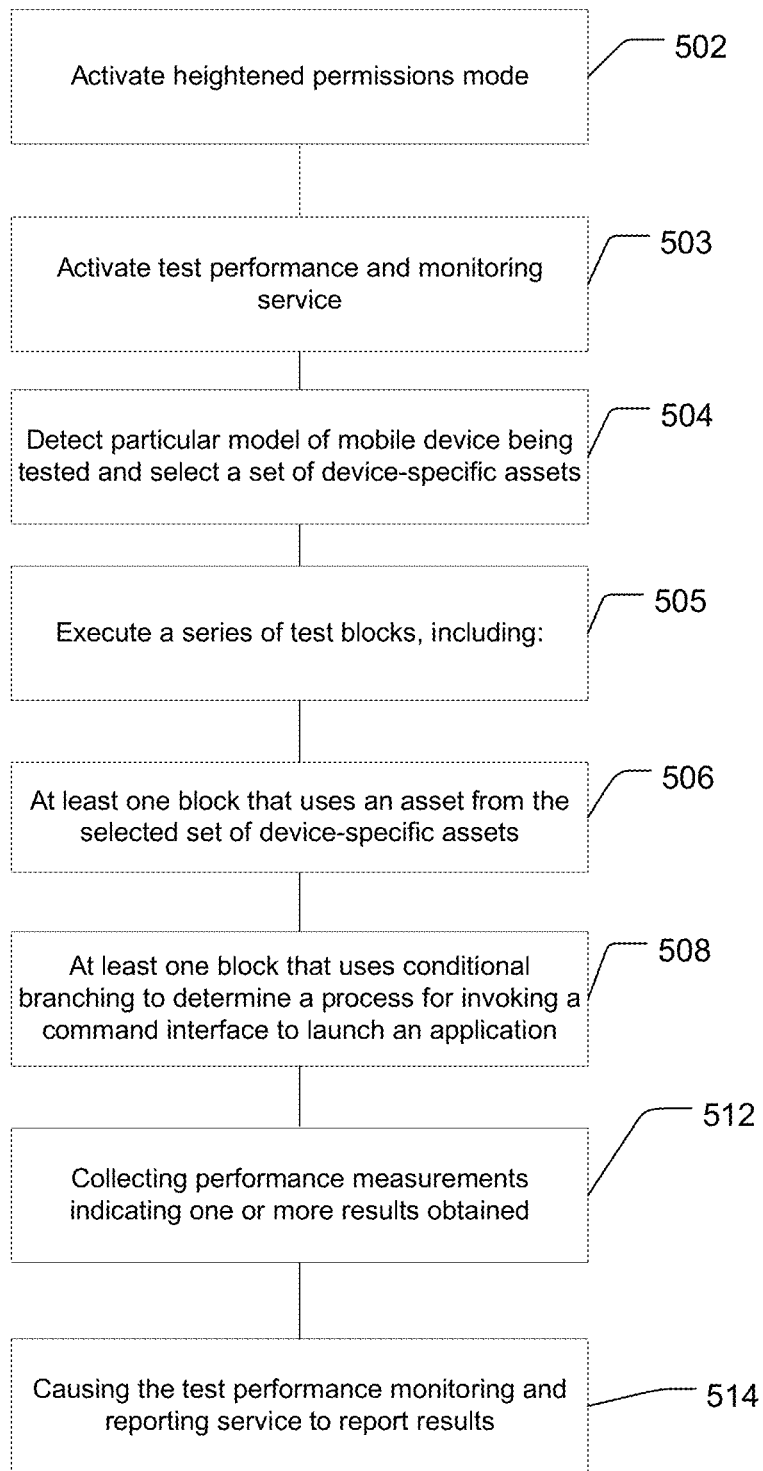 502
Activate heightened permissions mode
503
Activate test performance and monitoring
service
504
Detect particular model of mobile device being
tested and select a set of device-specific assets
505
Execute a series of test blocks, including:
506
At least one block that uses an asset from the
selected set of device-specific assets
508
At least one block that uses conditional
branching to determine a process for invoking a
command interface to launch an application
512
Collecting performance measurements
indicating one or more results obtained
514
Causing the test performance monitoring and
reporting service to report results